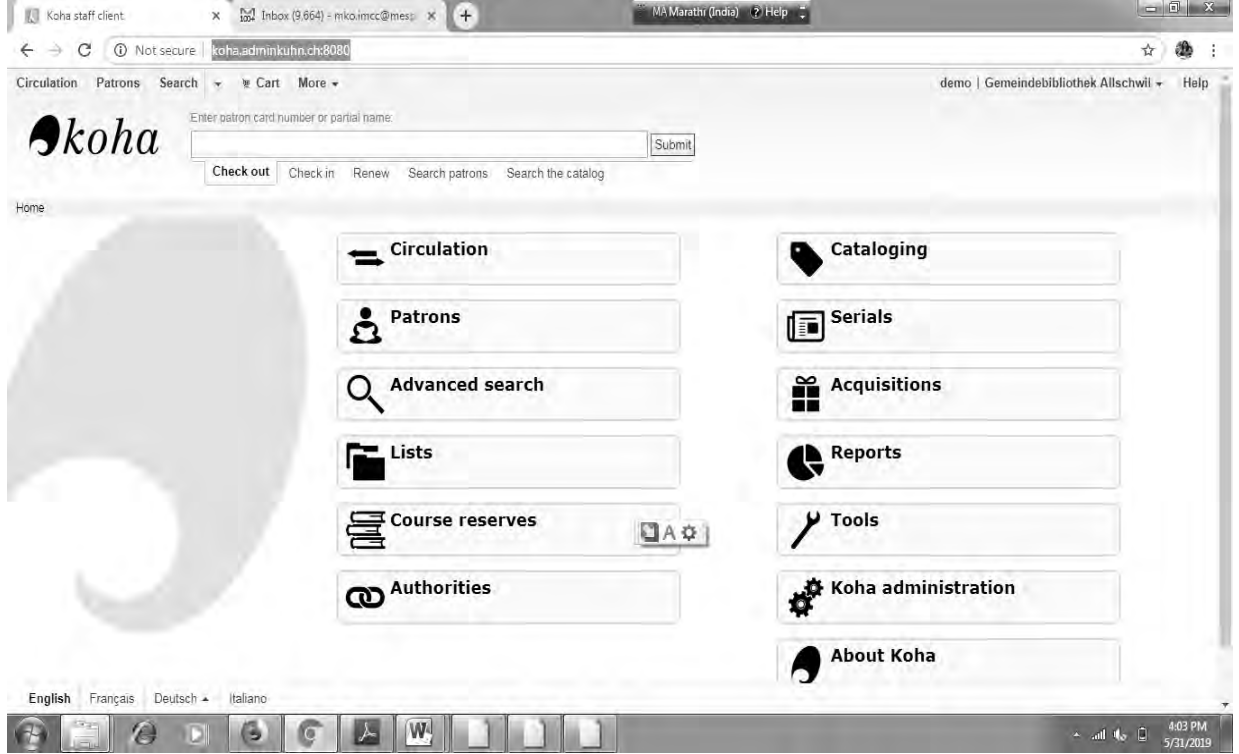 Koha staff client
Inbox (9,664) - mko.imcc@mesp
MA Marathi (India) Help
Not secure koha.adminkuhn.ch:8080
Circulation Patrons Search Cart More demo | Gemeindebibliothek Allschwil Help
koha
Enter patron card number or partial name:
Submit
Check out Check in Renew Search patrons Search the catalog
Home
Circulation Cataloging
Patrons Serials
Advanced search Acquisitions
Lists Reports
Course reserves Tools
A
Authorities Koha administration
About Koha
English Français Deutsch Italiano
4:03 PM
5/31/2019